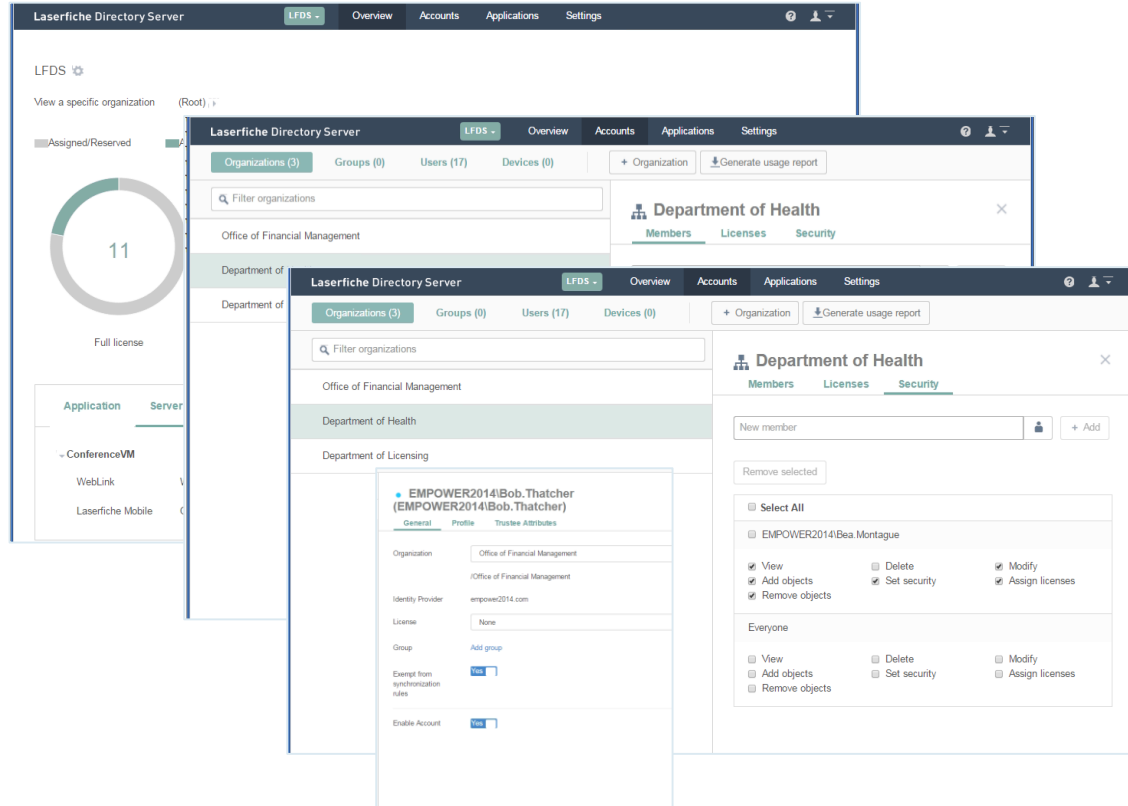 Laserfiche Directory Server LFDS Overview Accounts Applications Settings
LFDS
View a specific organization (Root)
Assigned/Reserved
11
Full license
Application Server
ConferenceVM
WebLink
Laserfiche Mobile
Laserfiche Directory Server LFDS Overview Accounts Applications Settings
Organizations (3) Groups (0) Users (17) Devices (0) + Organization Generate usage report
Filter organizations
Office of Financial Management
Department of
Department of
Department of Health
Members Licenses Security
Laserfiche Directory Server LFDS Overview Accounts Applications Settings
Organizations (3) Groups (0) Users (17) Devices (0) + Organization Generate usage report
Filter organizations
Office of Financial Management
Department of Health
Department of Licensing
Department of Health
Members Licenses Security
New member + Add
Remove selected
Select All
EMPOWER2014\Bea.Montague
View Delete Modify
Add objects Set security Assign licenses
Remove objects
Everyone
View Delete Modify
Add objects Set security Assign licenses
Remove objects
EMPOWER2014\Bob.Thatcher
(EMPOWER2014\Bob.Thatcher)
General Profile Trustee Attributes
Organization Office of Financial Management
/Office of Financial Management
Identity Provider empower2014.com
License None
Group Add group
Exempt from Yes
synchronization
rules
Enable Account Yes